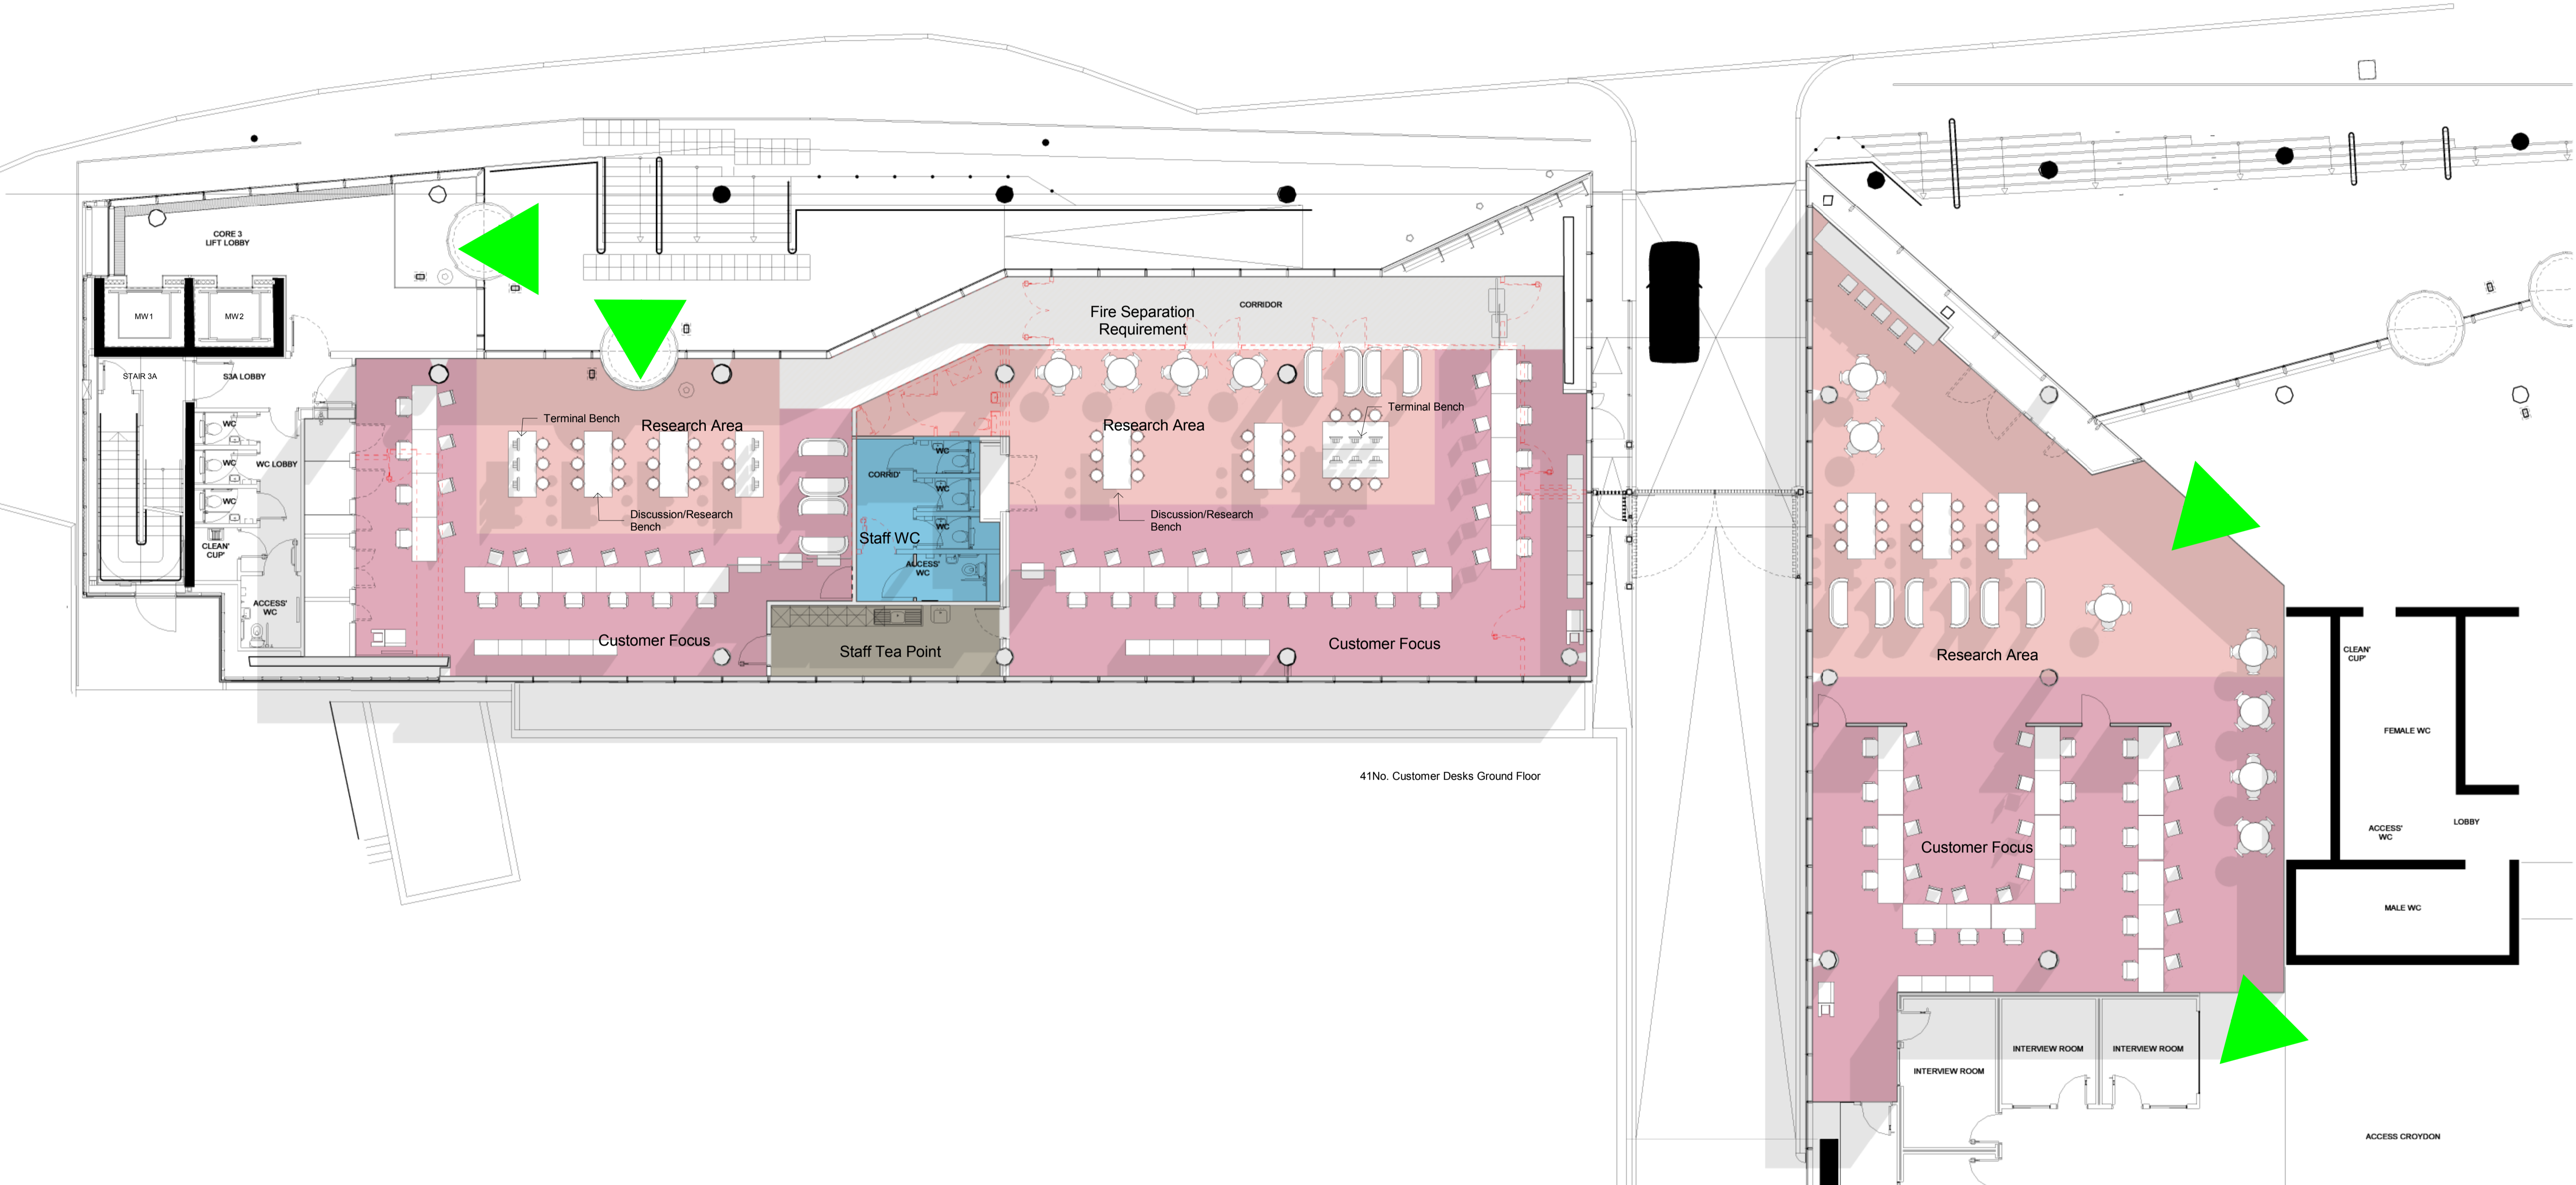 CORE 3
LIFT LOBBY
MW1
MW2
STAIR 3A
S3A LOBBY
WC
WC
WC
WC LOBBY
CLEAN'
CUP'
ACCESS'
WC
Terminal Bench
Research Area
Discussion/Research
Bench
Customer Focus
CORRID'
WC
WC
WC
Staff WC
ACCESS'
WC
Staff Tea Point
Fire Separation
Requirement
CORRIDOR
Research Area
Terminal Bench
Discussion/Research
Bench
Customer Focus
41No. Customer Desks Ground Floor
Research Area
Customer Focus
INTERVIEW ROOM
INTERVIEW ROOM
INTERVIEW ROOM
CLEAN'
CUP'
FEMALE WC
ACCESS'
WC
LOBBY
MALE WC
ACCESS CROYDON